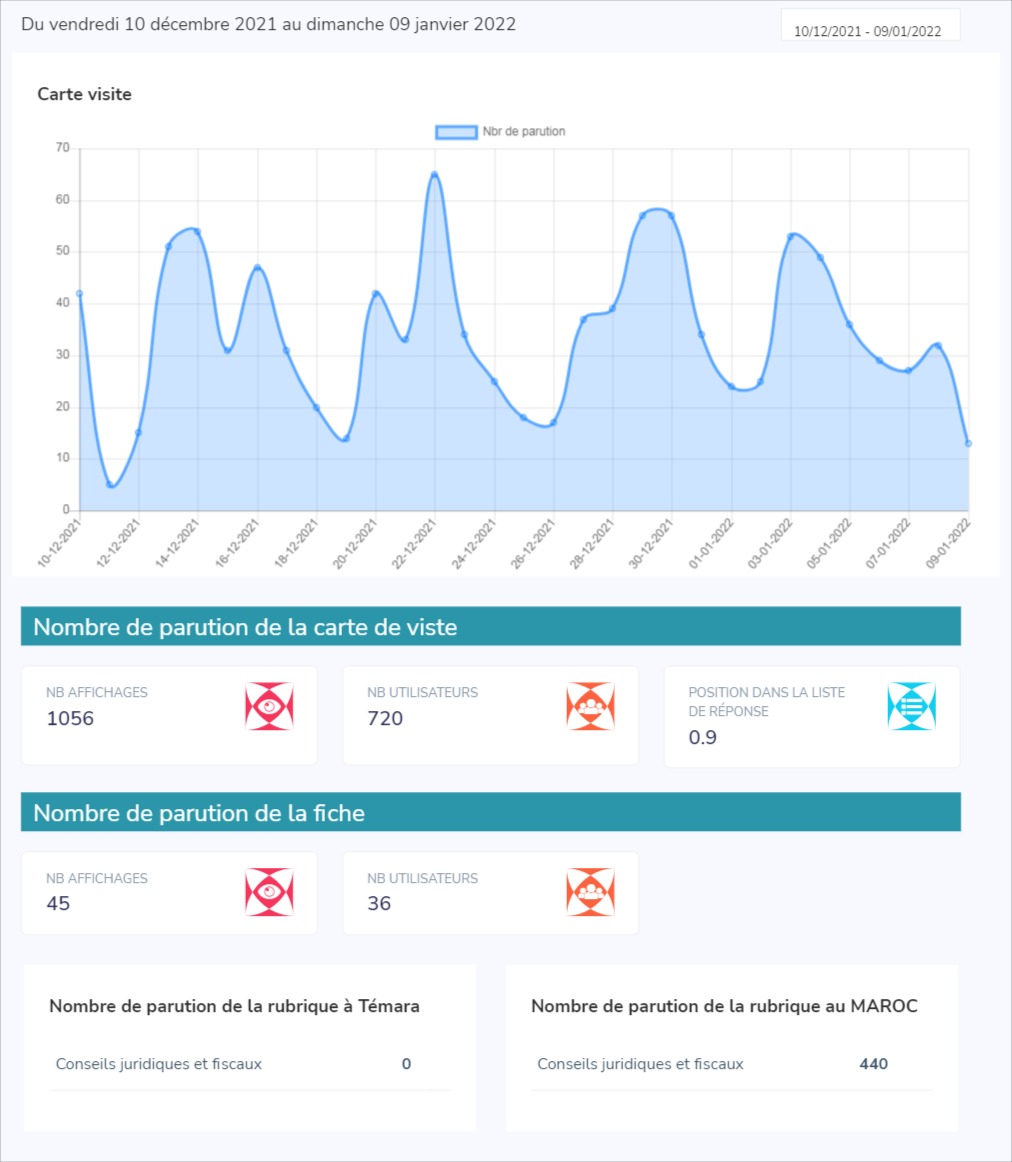 Du vendredi 10 décembre 2021 au dimanche 09 janvier 2022
10/12/2021 - 09/01/2022
Carte visite
Nbr de parution
70
60
50
40
30
20
10
0
10-12-2021
12-12-2021
14-12-2021
16-12-2021
18-12-2021
20-12-2021
22-12-2021
24-12-2021
26-12-2021
28-12-2021
30-12-2021
01-01-2022
03-01-2022
05-01-2022
07-01-2022
09-01-2022
Nombre de parution de la carte de viste
NB AFFICHAGES
1056
NB UTILISATEURS
720
POSITION DANS LA LISTE
DE RÉPONSE
0.9
Nombre de parution de la fiche
NB AFFICHAGES
45
NB UTILISATEURS
36
Nombre de parution de la rubrique à Témara
Conseils juridiques et fiscaux 0
Nombre de parution de la rubrique au MAROC
Conseils juridiques et fiscaux 440